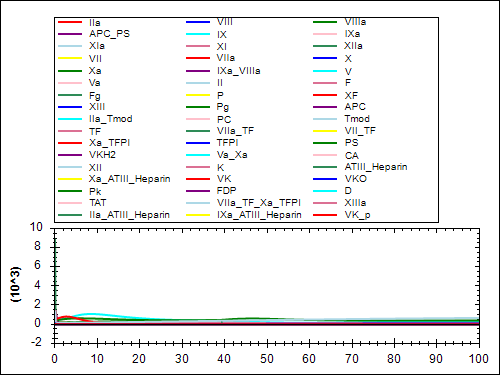 IIa VIII VIIIa
APC_PS IX IXa
XIa XI XIIa
VII VIIa X
Xa IXa_VIIIa V
Va II F
Fg P XF
XIII Pg APC
IIa_Tmod PC Tmod
TF VIIa_TF VII_TF
Xa_TFPI TFPI PS
VKH2 Va_Xa CA
XII K ATIII_Heparin
Xa_ATIII_Heparin VK VKO
Pk FDP D
TAT VIIa_TF_Xa_TFPI XIIIa
IIa_ATIII_Heparin IXa_ATIII_Heparin VK_p
10
8
6
4
2
0
-2
(10^3)
0 10 20 30 40 50 60 70 80 90 100